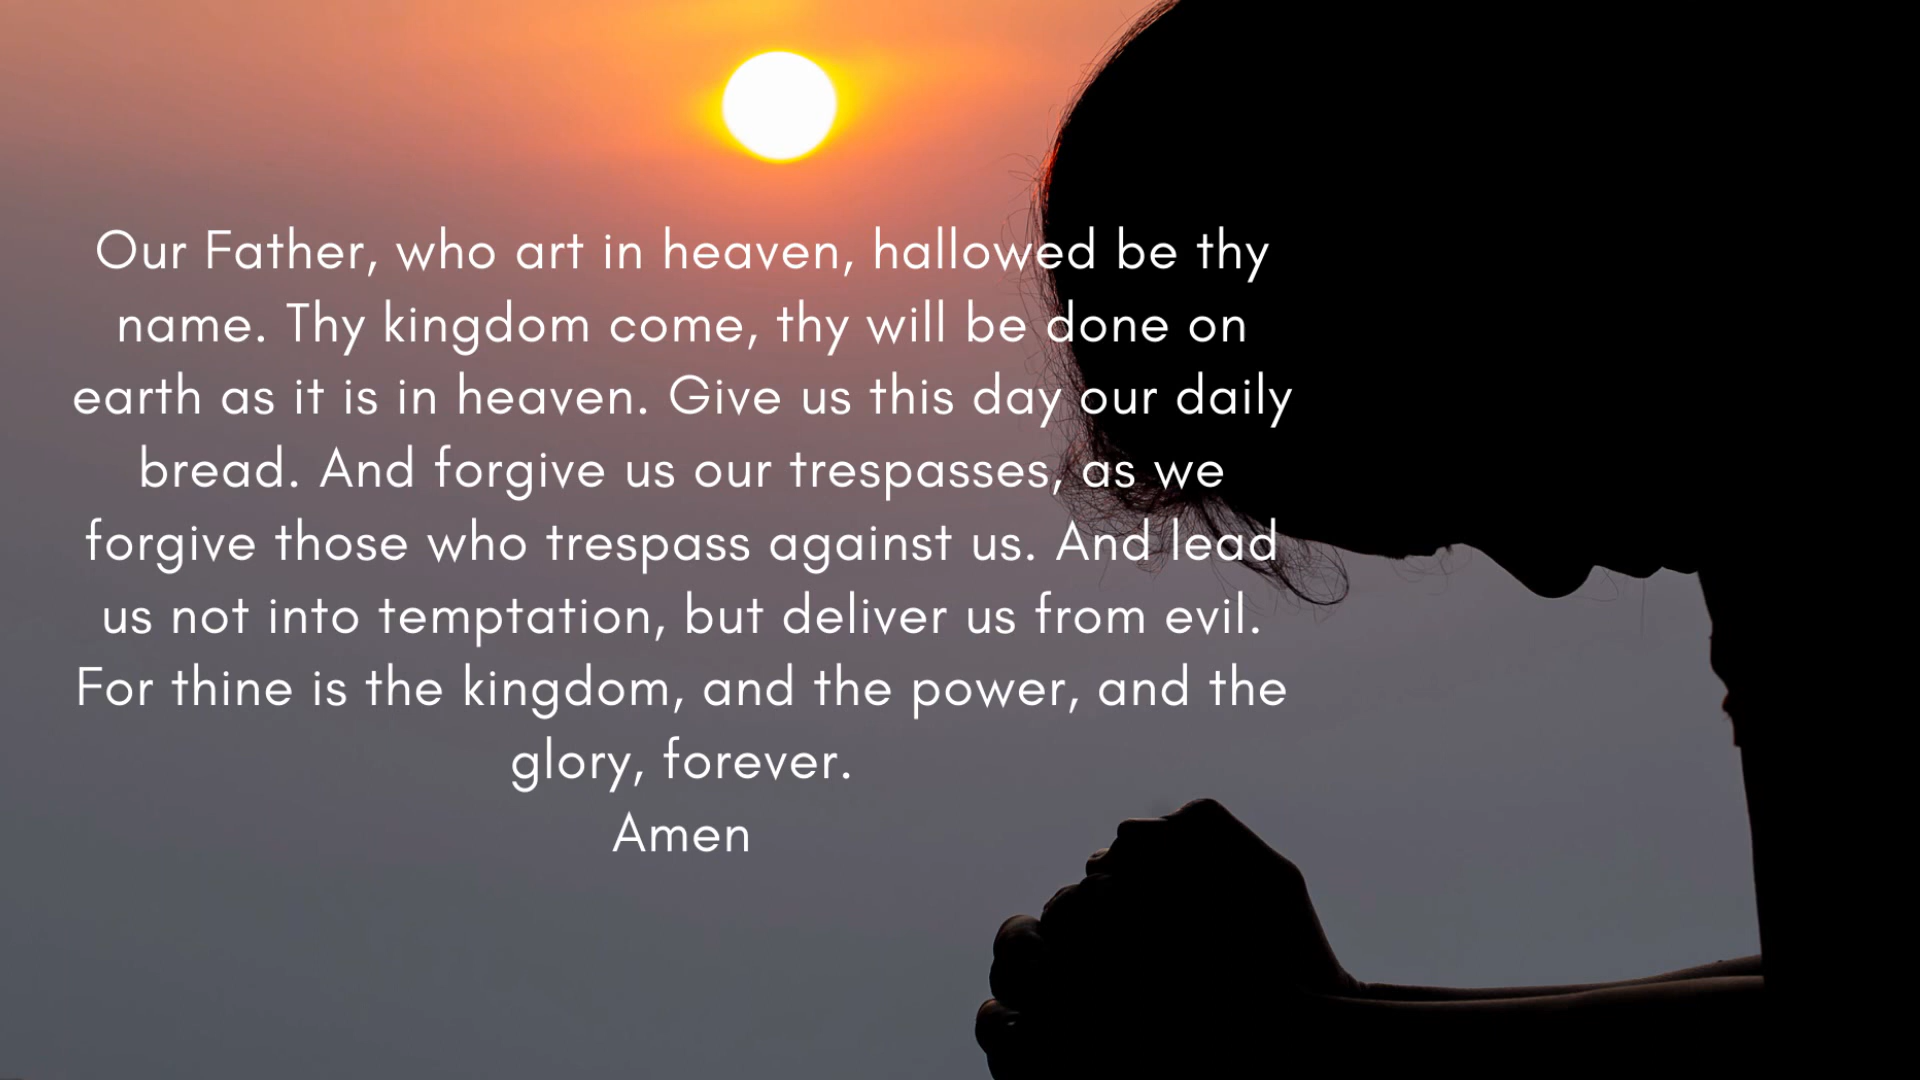 Our Father, who art in heaven, hallowed be thy
name. Thy kingdom come, thy will be done on
earth as it is in heaven. Give us this day our daily
bread. And forgive us our trespasses, as we
forgive those who trespass against us. And lead
us not into temptation, but deliver us from evil.
For thine is the kingdom, and the power, and the
glory, forever.
Amen